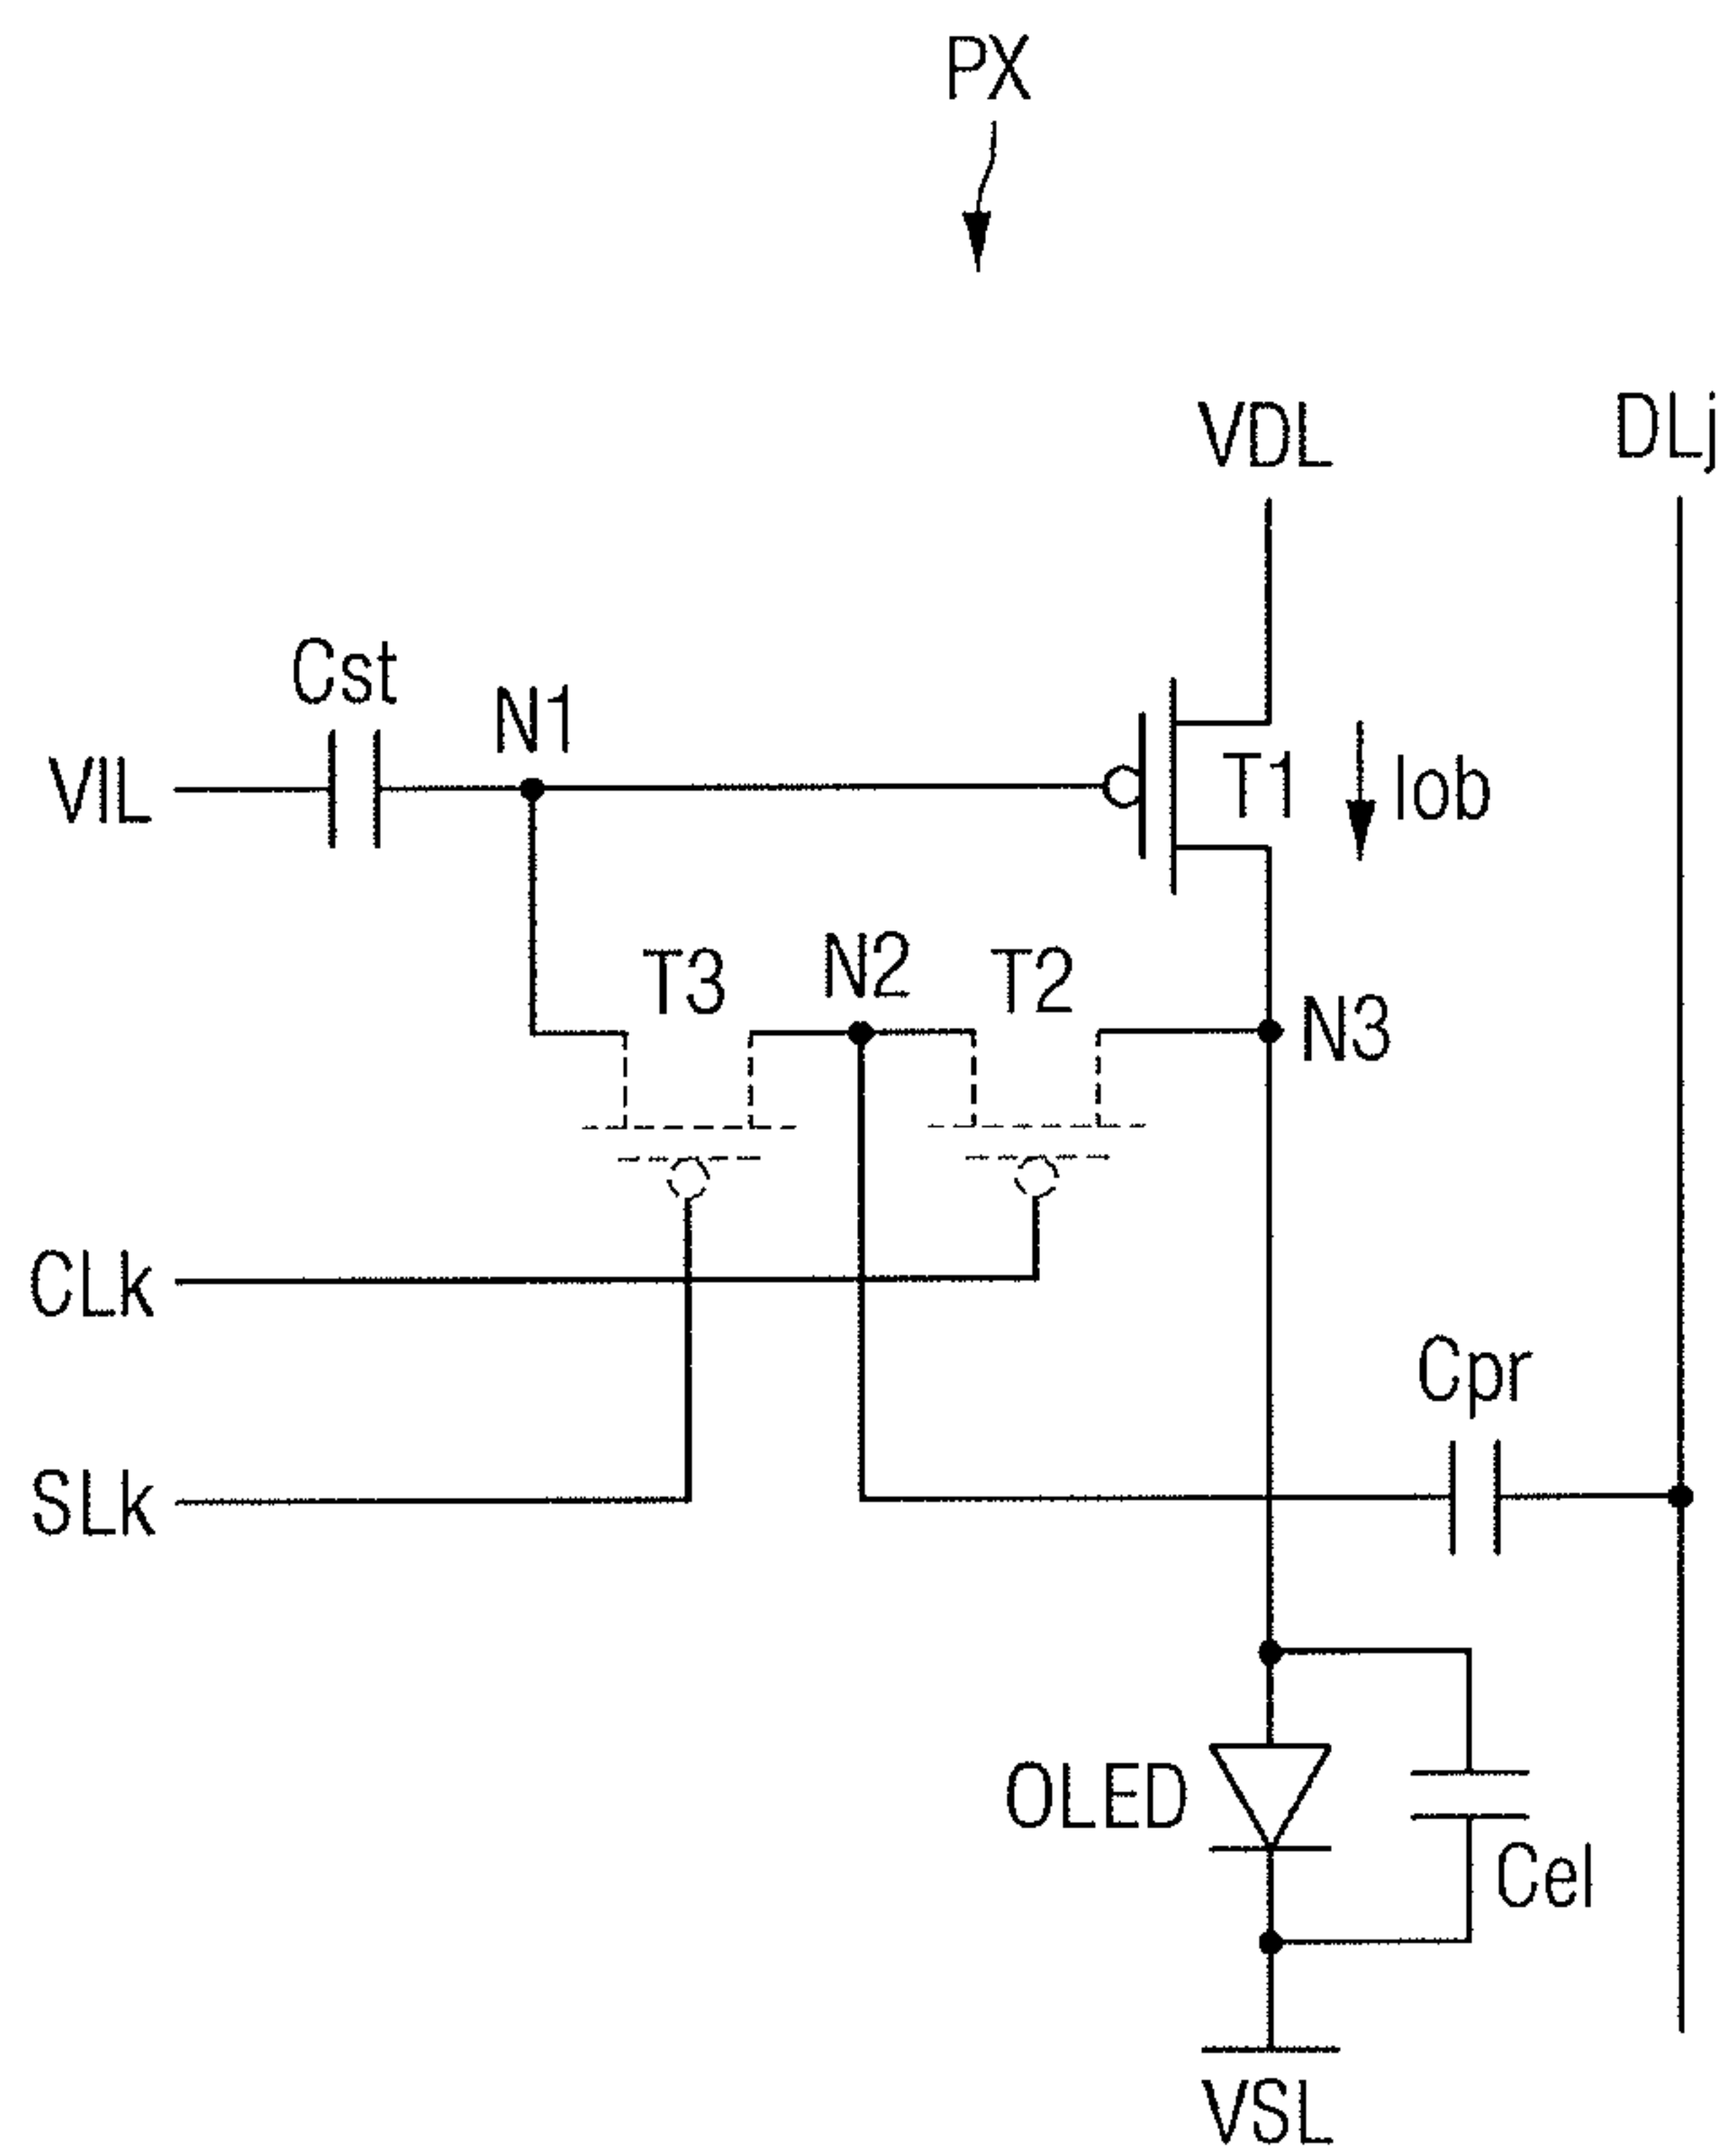 PX
VDL
DLj
Cst
N1
VIL
T1
Iob
T3
N2
T2
N3
CLk
Cpr
SLk
OLED
Cel
VSL